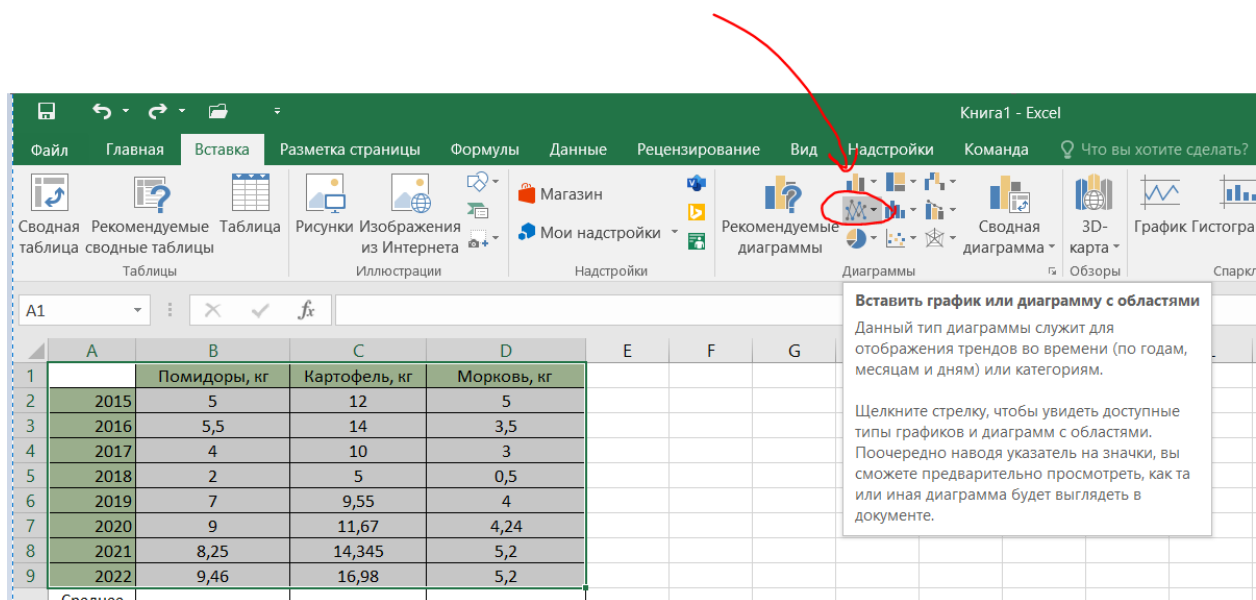 Книга1 - Excel
Файл Главная Вставка Разметка страницы Формулы Данные Рецензирование Вид Надстройки Команда Что вы хотите сделать?
Сводная таблица
Рекомендуемые сводные таблицы
Таблица
Таблицы
Рисунки
Изображения из Интернета
Иллюстрации
Магазин
Мои надстройки
Надстройки
Рекомендуемые диаграммы
Сводная диаграмма
Диаграммы
3D-карта
Обзоры
График
Гистогра
Спаркл
Вставить график или диаграмму с областями
Данный тип диаграммы служит для
отображения трендов во времени (по годам,
месяцам и дням) или категориям.
Щелкните стрелку, чтобы увидеть доступные
типы графиков и диаграмм с областями.
Поочередно наводя указатель на значки, вы
сможете предварительно просмотреть, как та
или иная диаграмма будет выглядеть в
документе.
A1 fx
A B C D E F G
1 Помидоры, кг Картофель, кг Морковь, кг
2 2015 5 12 5
3 2016 5,5 14 3,5
4 2017 4 10 3
5 2018 2 5 0,5
6 2019 7 9,55 4
7 2020 9 11,67 4,24
8 2021 8,25 14,345 5,2
9 2022 9,46 16,98 5,2
Среднее